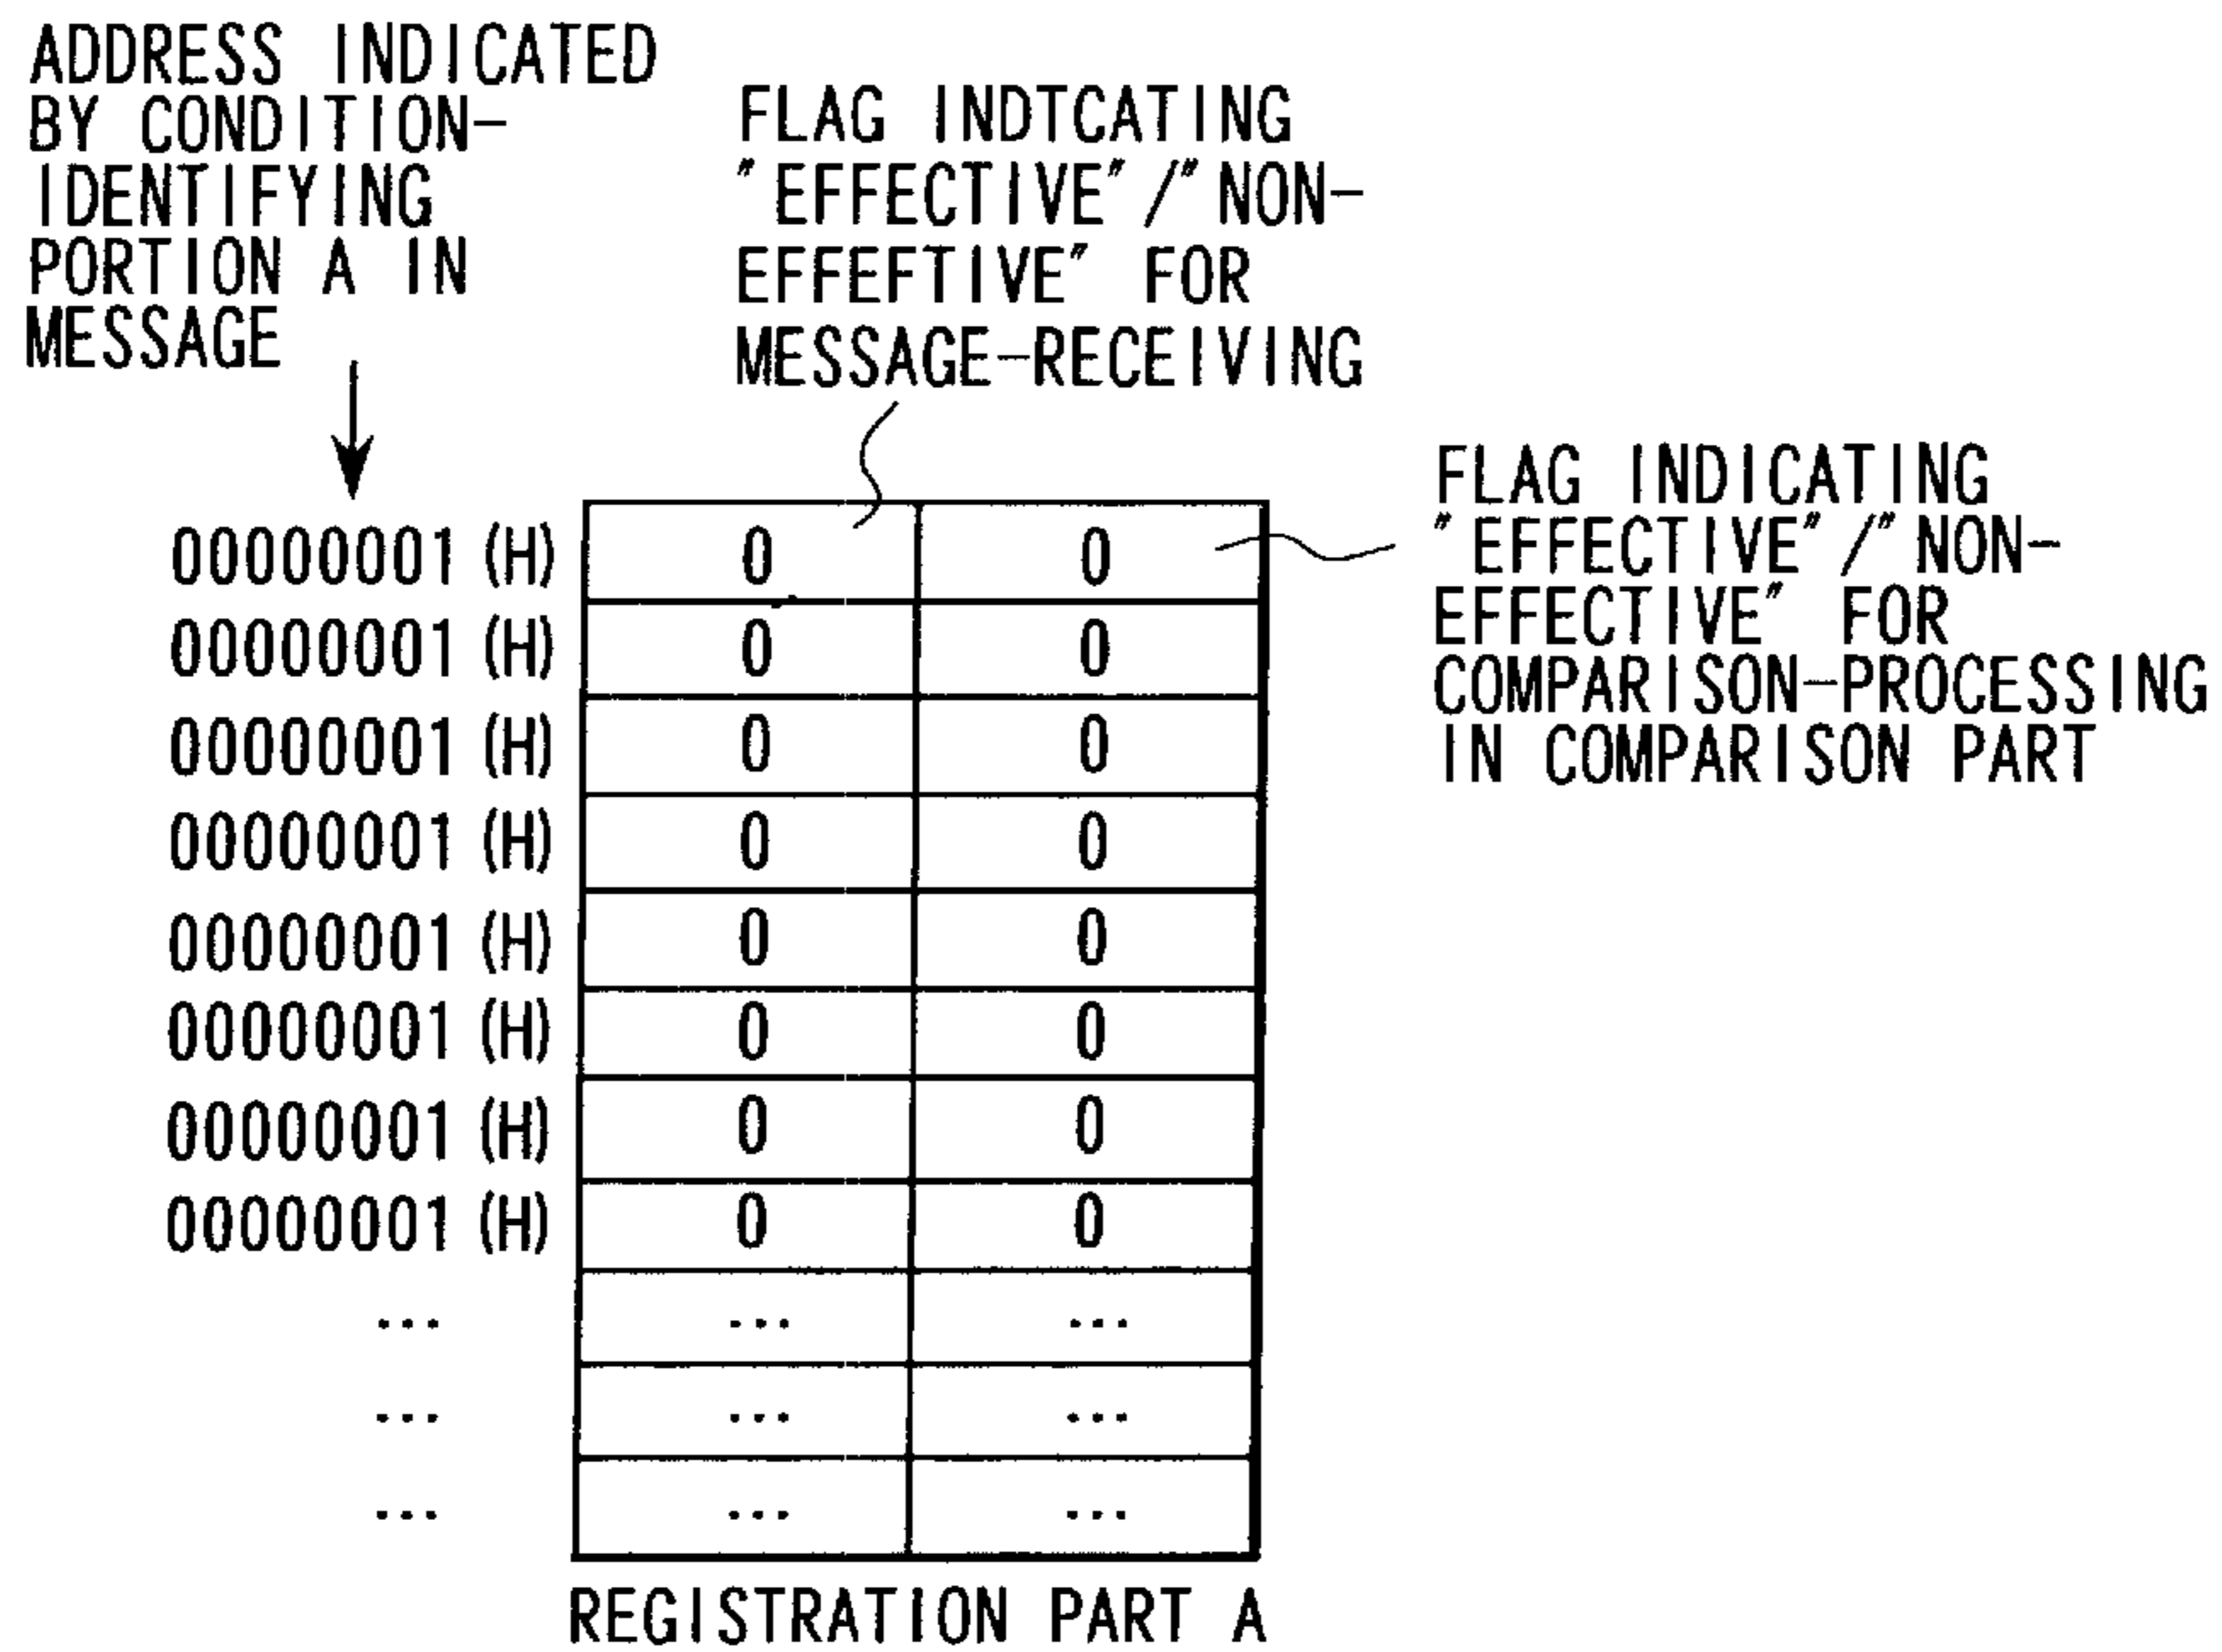 ADDRESS INDICATED
BY CONDITION-
IDENTIFYING
PORTION A IN
MESSAGE
FLAG INDTCATING
"EFFECTIVE"/"NON-
EFFEFTIVE" FOR
MESSAGE-RECEIVING
FLAG INDICATING
"EFFECTIVE"/"NON-
EFFECTIVE" FOR
COMPARISON-PROCESSING
IN COMPARISON PART
00000001 (H) 0 0
00000001 (H) 0 0
00000001 (H) 0 0
00000001 (H) 0 0
00000001 (H) 0 0
00000001 (H) 0 0
00000001 (H) 0 0
00000001 (H) 0 0
... ... ...
... ... ...
... ... ...
REGISTRATION PART A